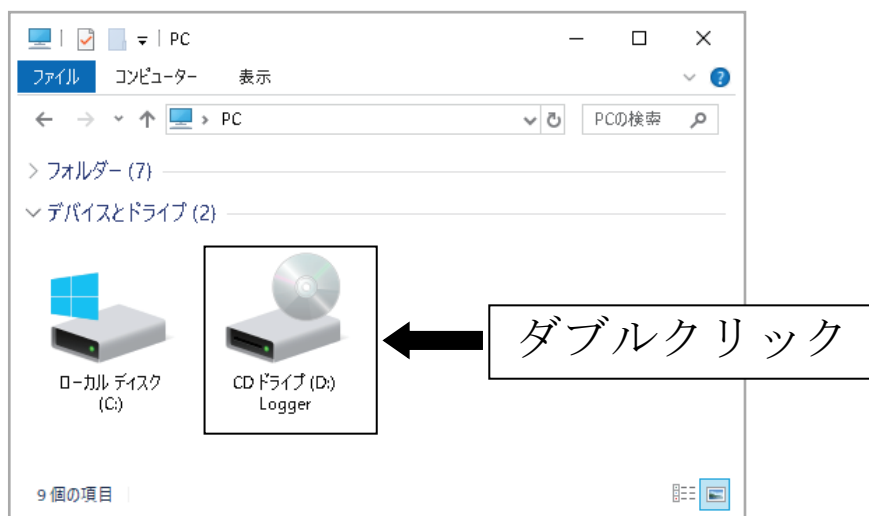 PC
ファイル コンピューター 表示
PC PCの検索
フォルダー (7)
デバイスとドライブ (2)
ローカル ディスク
(C:)
CD ドライブ (D:)
Logger
ダブルクリック
9 個の項目